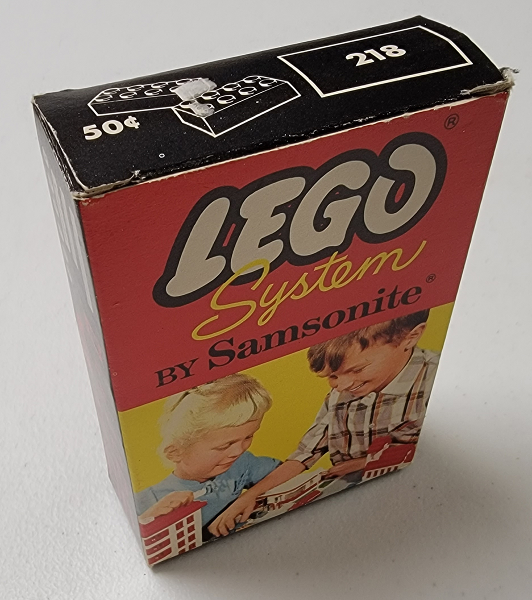 50¢
218
LEGO®
System
BY Samsonite®